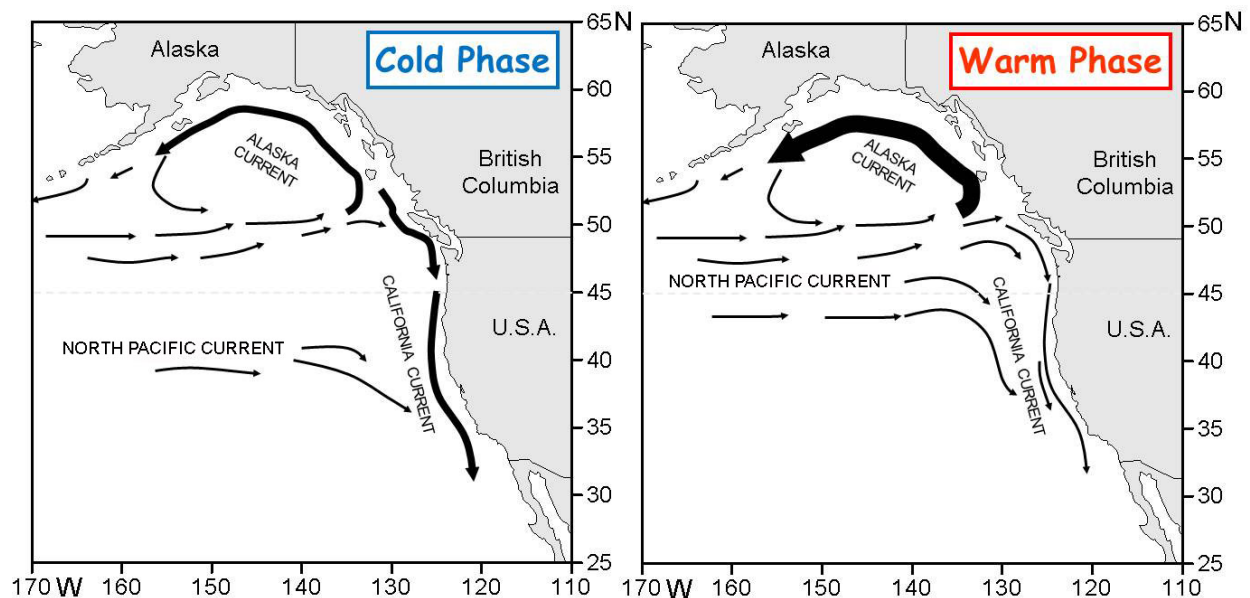 Cold Phase
Alaska
65 N
60
55
50
45
40
35
30
25
ALASKA
CURRENT
British
Columbia
U.S.A.
NORTH PACIFIC CURRENT
CALIFORNIA CURRENT
170 W 160 150 140 130 120 110
Warm Phase
Alaska
65 N
60
55
50
45
40
35
30
25
ALASKA
CURRENT
British
Columbia
NORTH PACIFIC CURRENT
CALIFORNIA CURRENT
U.S.A.
170 W 160 150 140 130 120 110